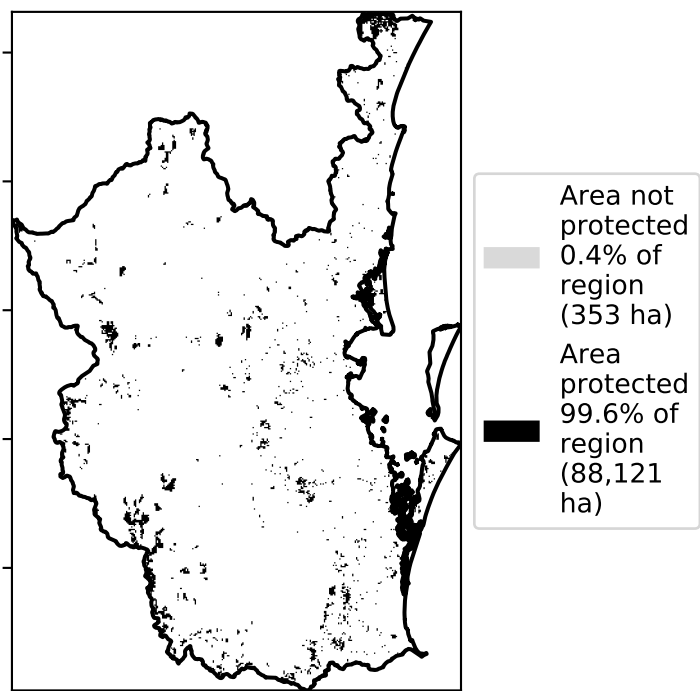 Area not
protected
0.4% of
region
(353 ha)
Area
protected
99.6% of
region
(88,121
ha)